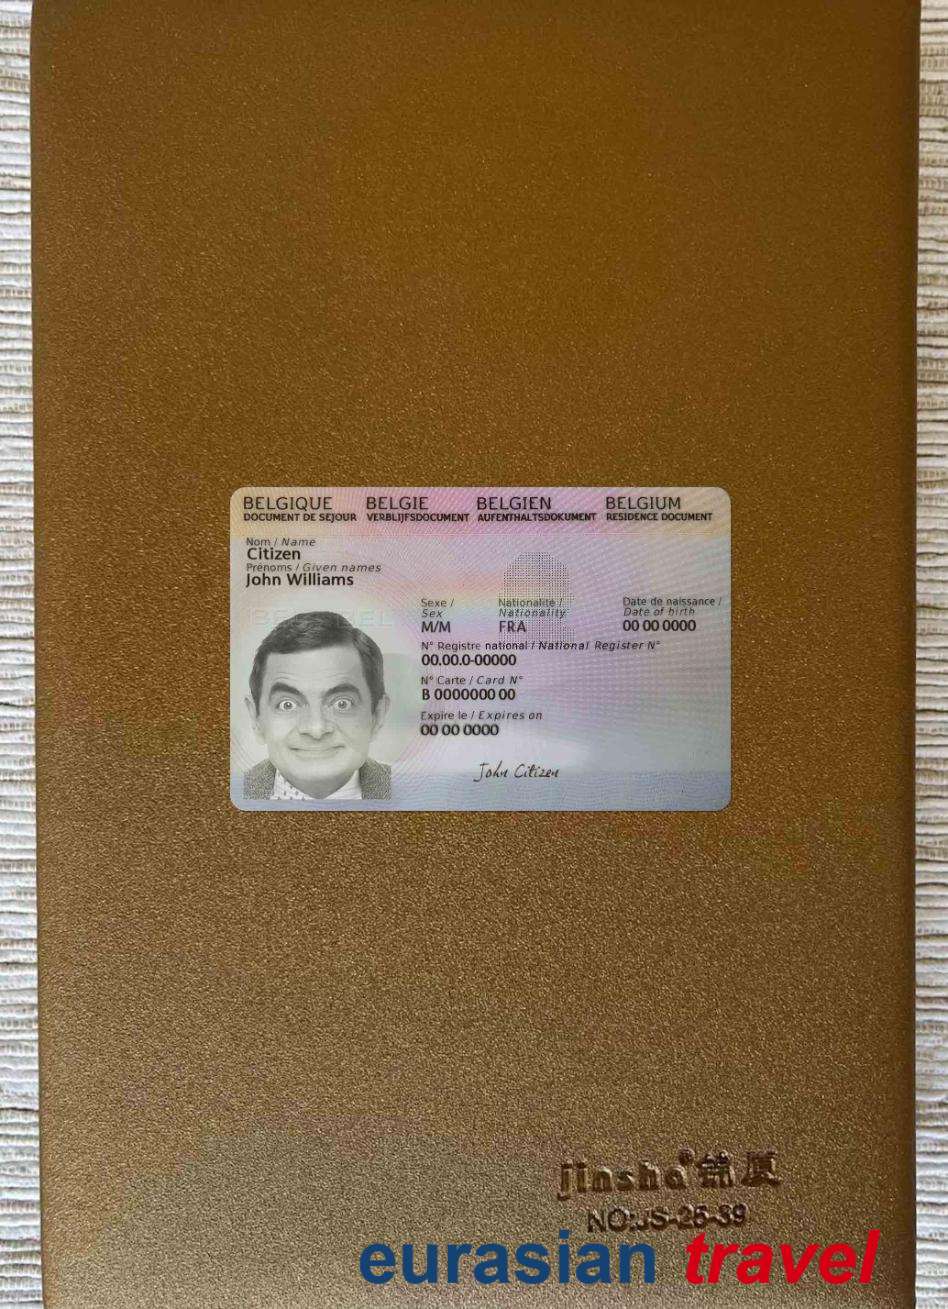 BELGIQUE BELGIE BELGIEN BELGIUM
DOCUMENT DE SEJOUR VERBLIJFSDOCUMENT AUFENTHALTSDOKUMENT RESIDENCE DOCUMENT
Nom / Name
Citizen
Prénoms / Given names
John Williams
Sexe / Sex
M/M
Nationalité / Nationality
FRA
Date de naissance / Date of birth
00 00 0000
N° Registre national / National Register N°
00.00.0-00000
N° Carte / Card N°
B 0000000 00
Expire le / Expires on
00 00 0000
John Citizen
jinsha®锦厦
NO:JS-25-39
eurasian travel